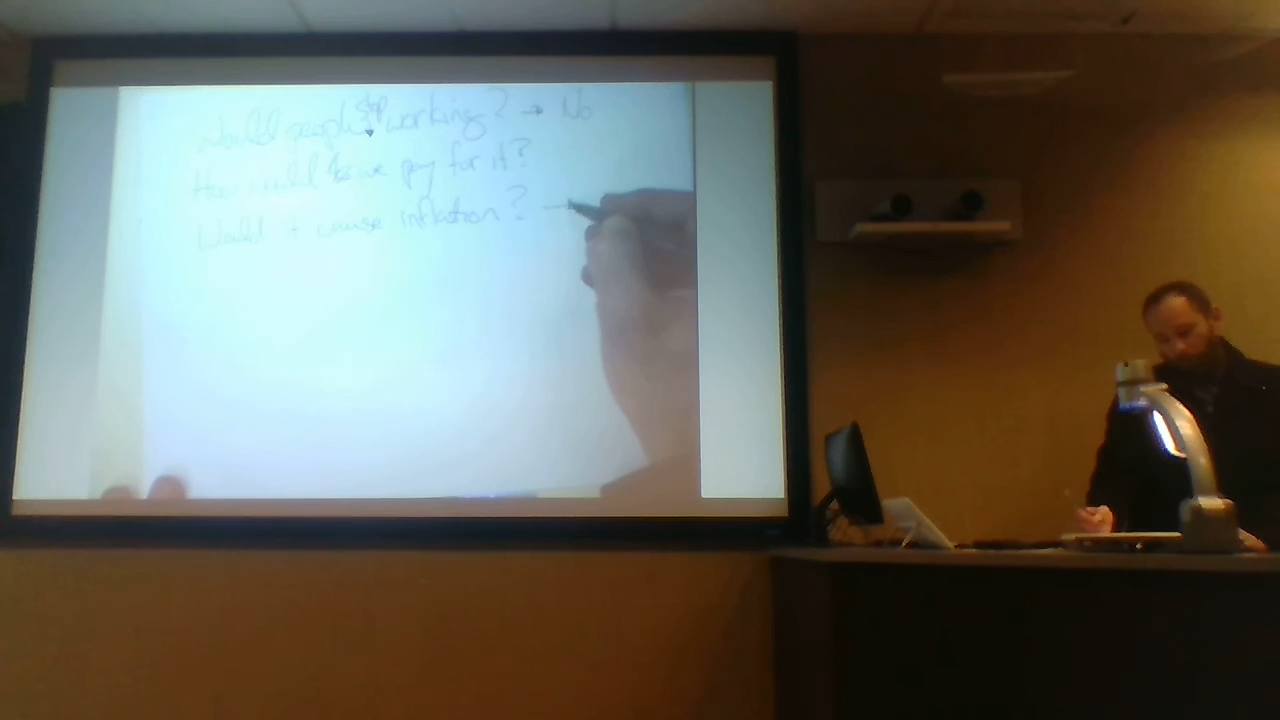 Would people stop working? → No
How would we pay for it?
Would it cause inflation? —